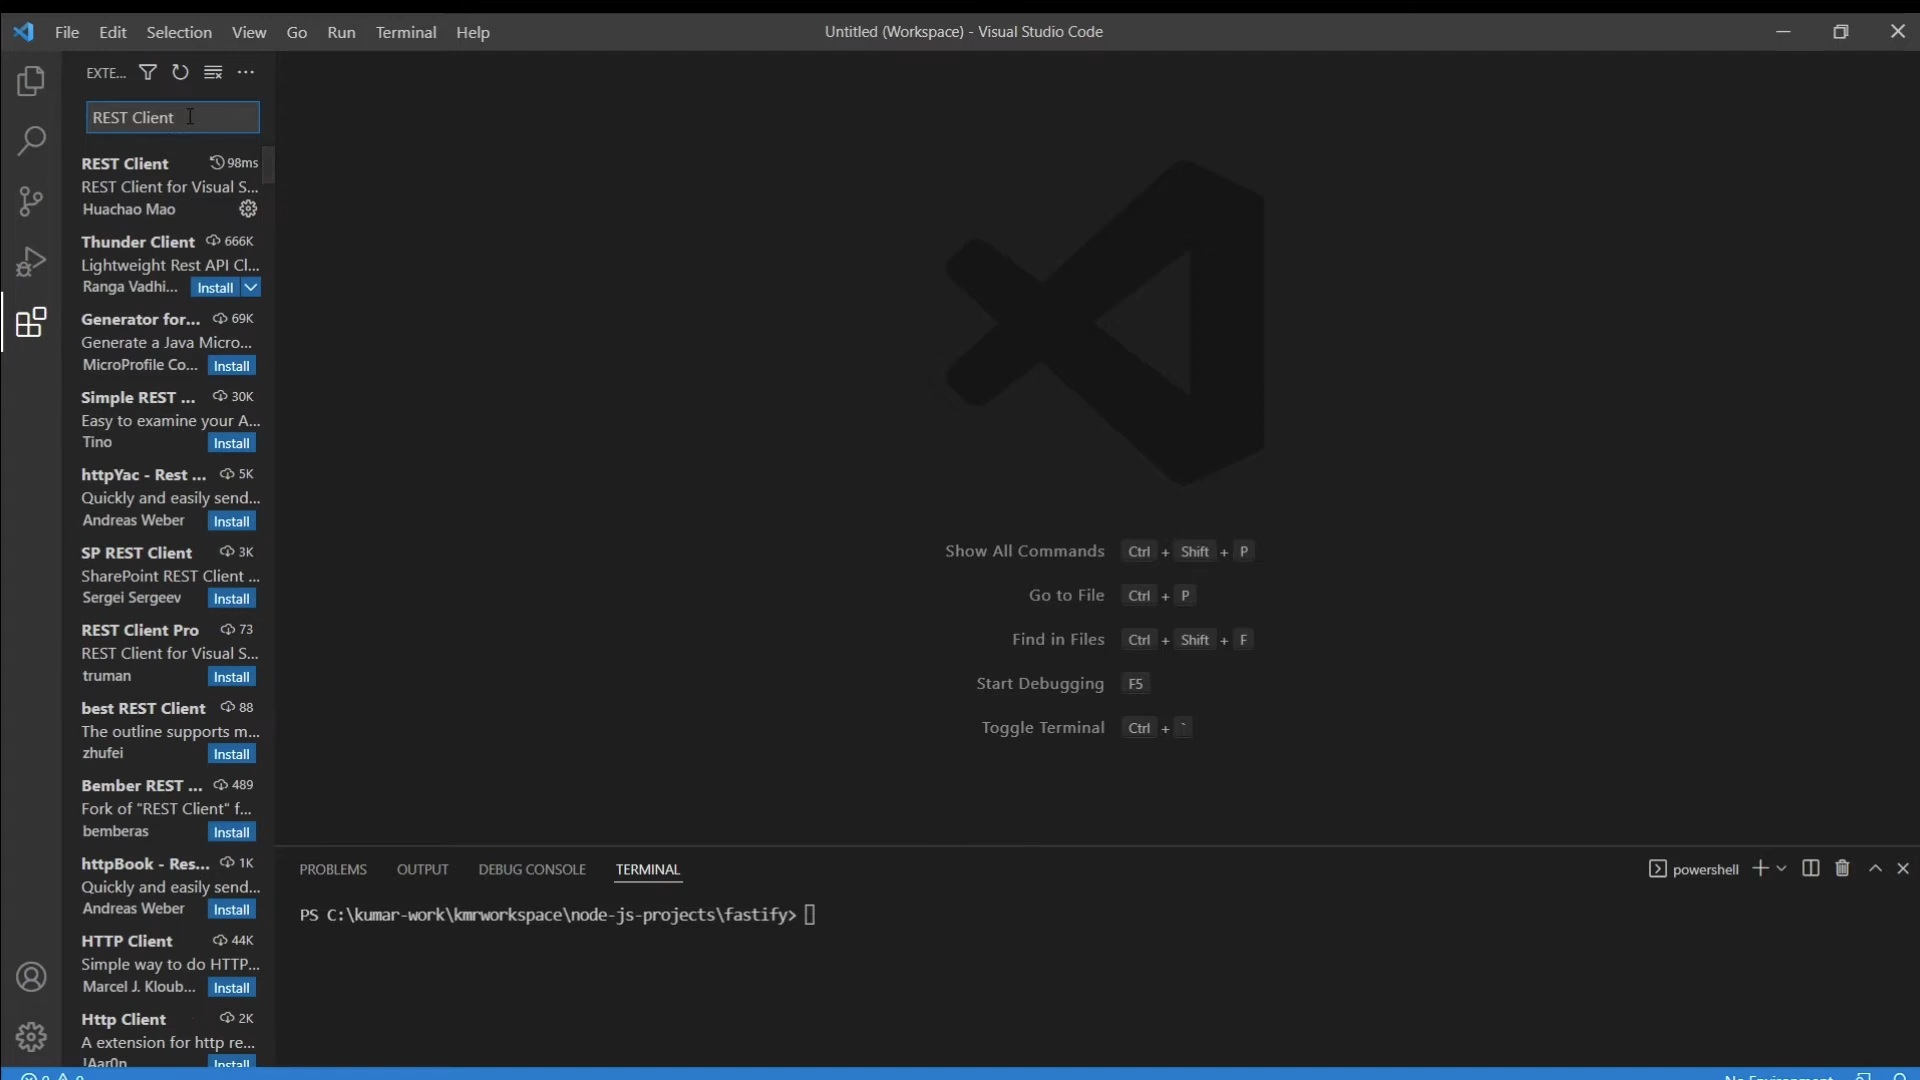 File Edit Selection View Go Run Terminal Help
Untitled (Workspace) - Visual Studio Code
EXTE...
REST Client
REST Client 98ms
REST Client for Visual S...
Huachao Mao
Thunder Client 666K
Lightweight Rest API Cl...
Ranga Vadhi... Install
Generator for... 69K
Generate a Java Micro...
MicroProfile Co... Install
Simple REST ... 30K
Easy to examine your A...
Tino Install
httpYac - Rest ... 5K
Quickly and easily send...
Andreas Weber Install
SP REST Client 3K
SharePoint REST Client ...
Sergei Sergeev Install
REST Client Pro 73
REST Client for Visual S...
truman Install
best REST Client 88
The outline supports m...
zhufei Install
Bember REST ... 489
Fork of "REST Client" f...
bemberas Install
httpBook - Res... 1K
Quickly and easily send...
Andreas Weber Install
HTTP Client 44K
Simple way to do HTTP...
Marcel J. Kloub... Install
Http Client 2K
A extension for http re...
!Aar0n Install
Show All Commands Ctrl + Shift + P
Go to File Ctrl + P
Find in Files Ctrl + Shift + F
Start Debugging F5
Toggle Terminal Ctrl + `
PROBLEMS OUTPUT DEBUG CONSOLE TERMINAL
powershell
PS C:\kumar-work\kmrworkspace\node-js-projects\fastify>
0 0
No Environment